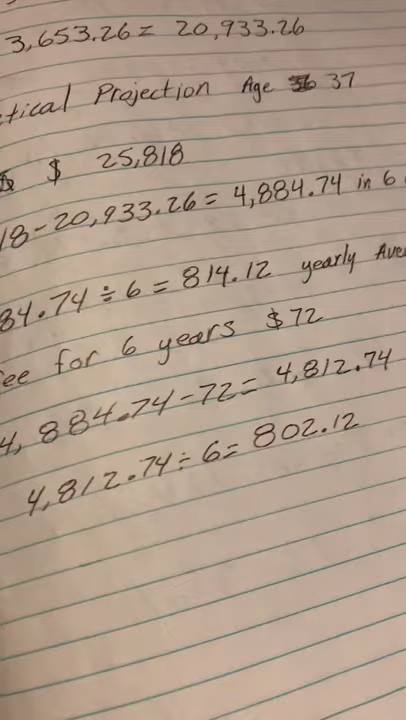 3,653.26 = 20,933.26
tical Projection Age 37
$ 25,818
18-20,933.26 = 4,884.74 in 6
84.74 ÷ 6 = 814.12 yearly Ave
ee for 6 years $72
4,884.74-72= 4,812.74
4,812.74 ÷ 6= 802.12